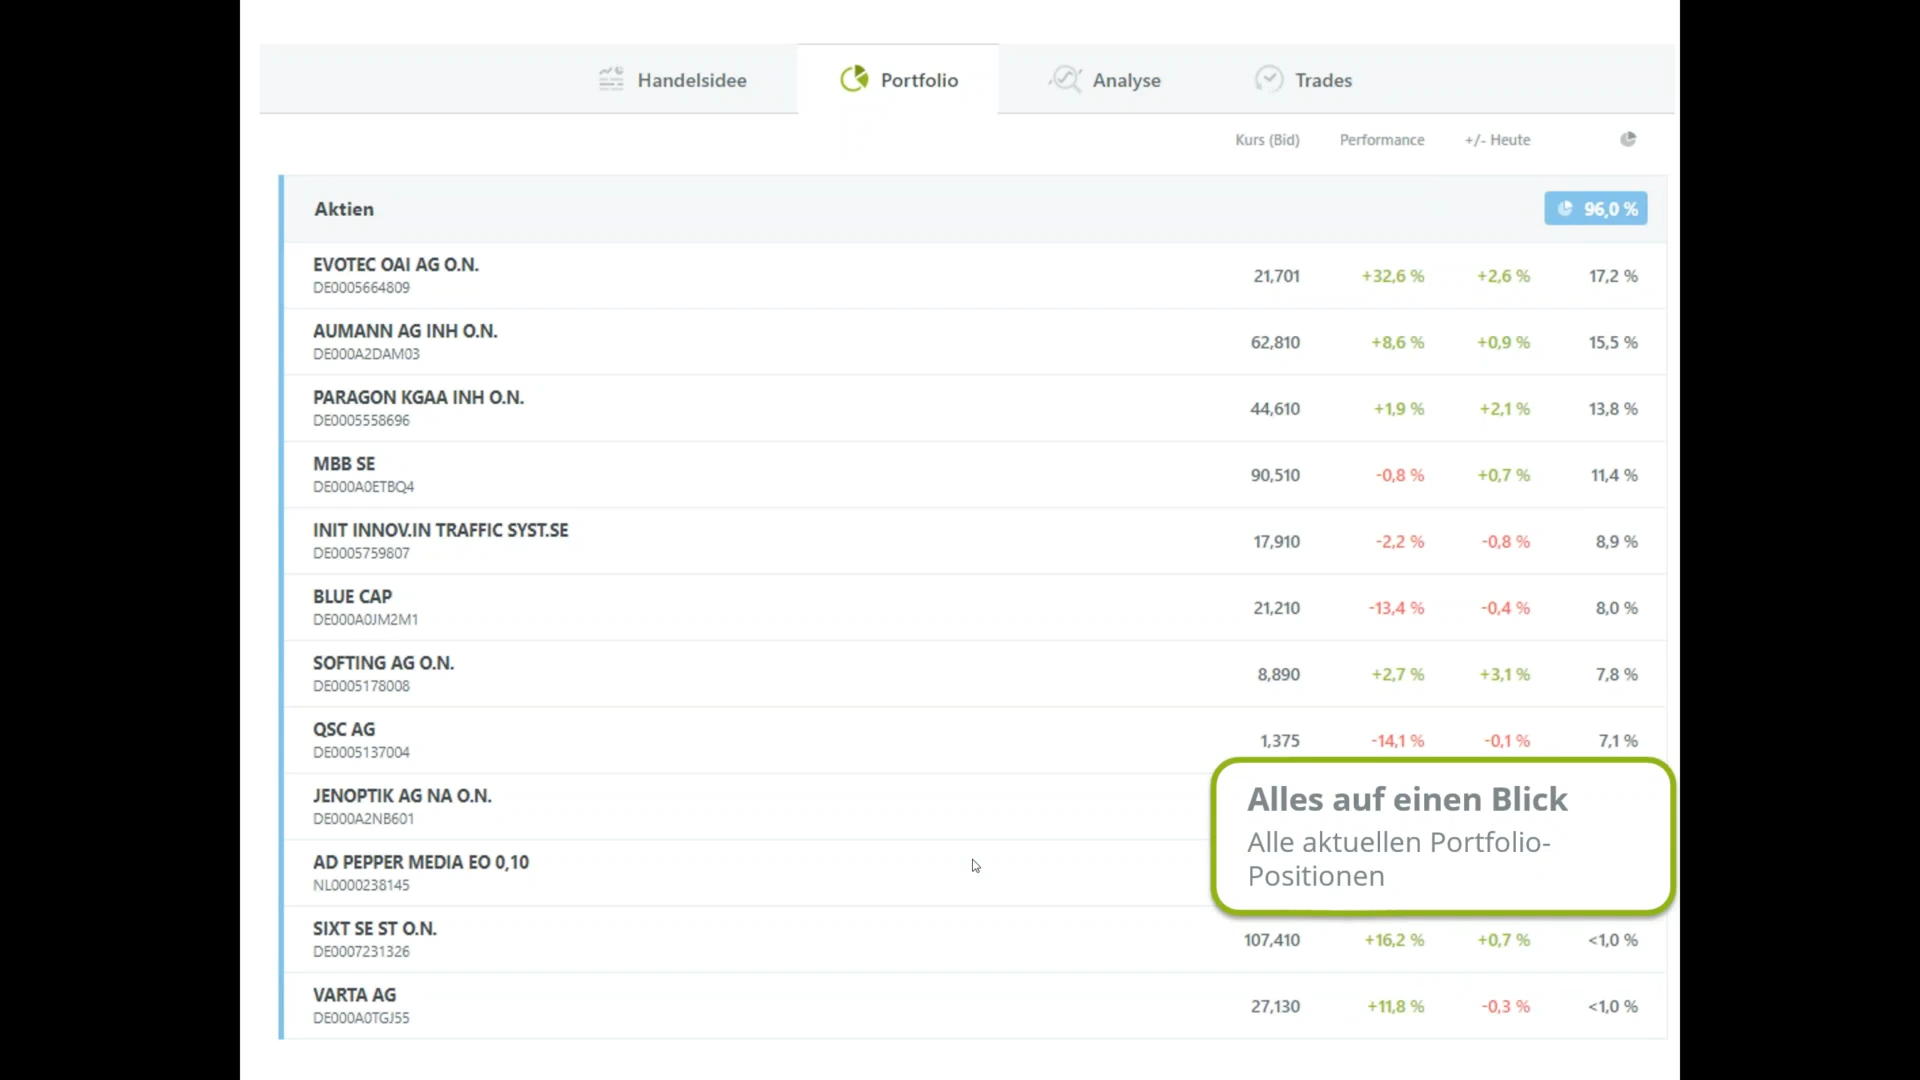 Handelsidee Portfolio Analyse Trades
Kurs (Bid) Performance +/- Heute
Aktien 96,0 %
EVOTEC OAI AG O.N.
DE0005664809
21,701 +32,6 % +2,6 % 17,2 %
AUMANN AG INH O.N.
DE000A2DAM03
62,810 +8,6 % +0,9 % 15,5 %
PARAGON KGAA INH O.N.
DE0005558696
44,610 +1,9 % +2,1 % 13,8 %
MBB SE
DE000A0ETBQ4
90,510 -0,8 % +0,7 % 11,4 %
INIT INNOV.IN TRAFFIC SYST.SE
DE0005759807
17,910 -2,2 % -0,8 % 8,9 %
BLUE CAP
DE000A0JM2M1
21,210 -13,4 % -0,4 % 8,0 %
SOFTING AG O.N.
DE0005178008
8,890 +2,7 % +3,1 % 7,8 %
QSC AG
DE0005137004
1,375 -14,1 % -0,1 % 7,1 %
JENOPTIK AG NA O.N.
DE000A2NB601
AD PEPPER MEDIA EO 0,10
NL0000238145
Alles auf einen Blick
Alle aktuellen Portfolio-
Positionen
SIXT SE ST O.N.
DE0007231326
107,410 +16,2 % +0,7 % <1,0 %
VARTA AG
DE000A0TGJ55
27,130 +11,8 % -0,3 % <1,0 %